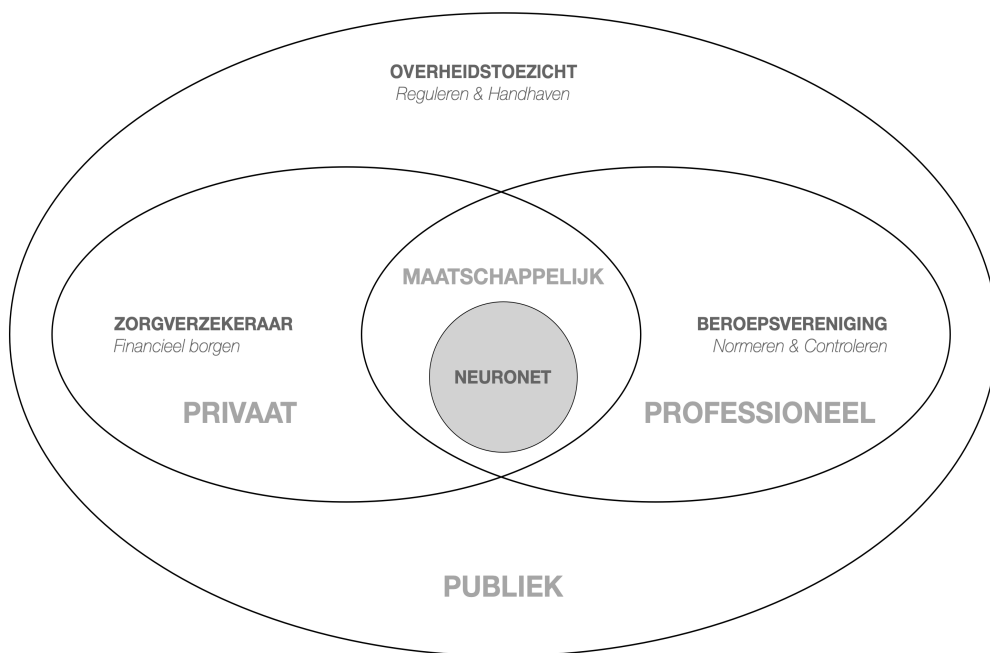 OVERHEIDSTOEZICHT
Reguleren & Handhaven
MAATSCHAPPELIJK
ZORGVERZEKERAAR
Financieel borgen
BEROEPSVERENIGING
Normeren & Controleren
NEURONET
PRIVAAT
PROFESSIONEEL
PUBLIEK